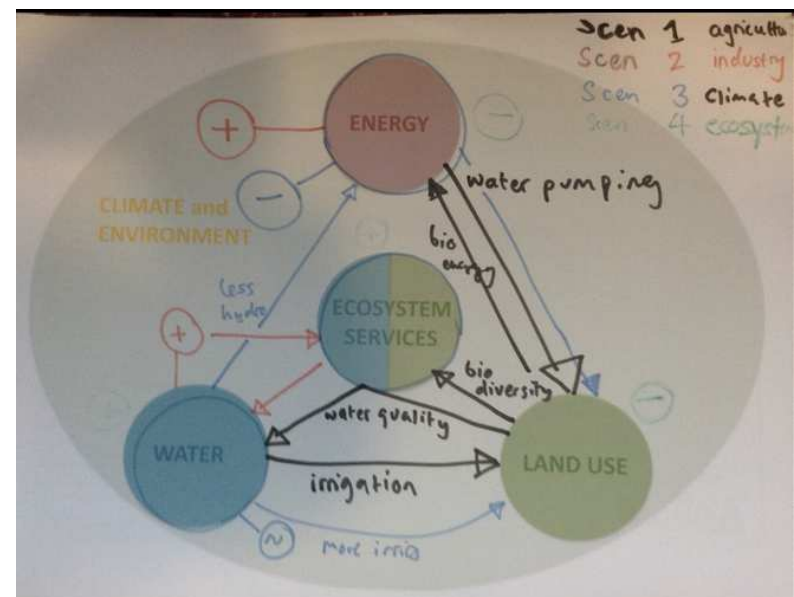 Scen 1 agricultu
Scen 2 industry
Scen 3 Climate
Scen 4 ecosyste
ENERGY
+
−
−
water pumping
CLIMATE and
ENVIRONMENT
bio
energy
+
less
hydro
ECOSYSTEM
SERVICES
+
bio
diversity
−
+
water quality
WATER
LAND USE
irrigation
~
more irrig